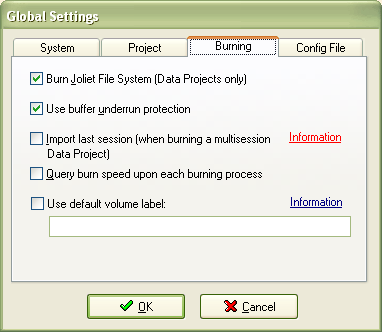 Global Settings
System Project Burning Config File
Burn Joliet File System (Data Projects only)
Use buffer underrun protection
Import last session (when burning a multisession Information
Data Project)
Query burn speed upon each burning process
Use default volume label: Information
OK Cancel